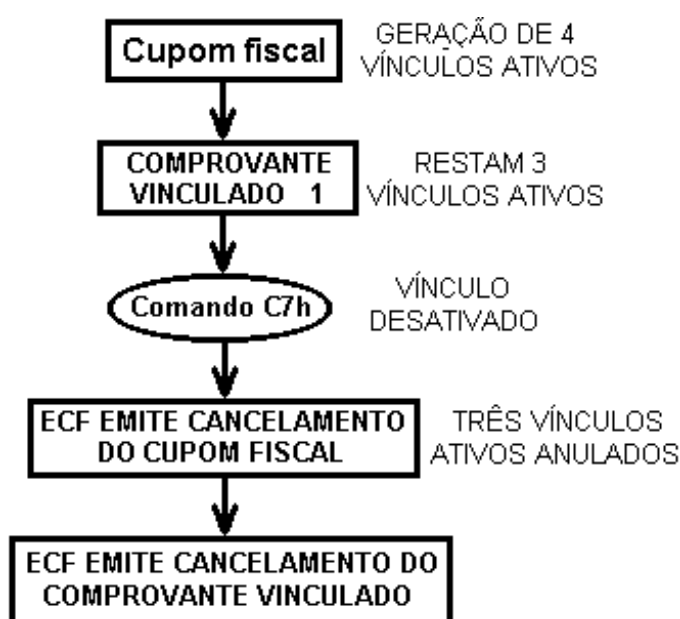 Cupom fiscal
GERAÇÃO DE 4
VÍNCULOS ATIVOS
COMPROVANTE
VINCULADO 1
RESTAM 3
VÍNCULOS ATIVOS
Comando C7h
VÍNCULO
DESATIVADO
ECF EMITE CANCELAMENTO
DO CUPOM FISCAL
TRÊS VÍNCULOS
ATIVOS ANULADOS
ECF EMITE CANCELAMENTO DO
COMPROVANTE VINCULADO